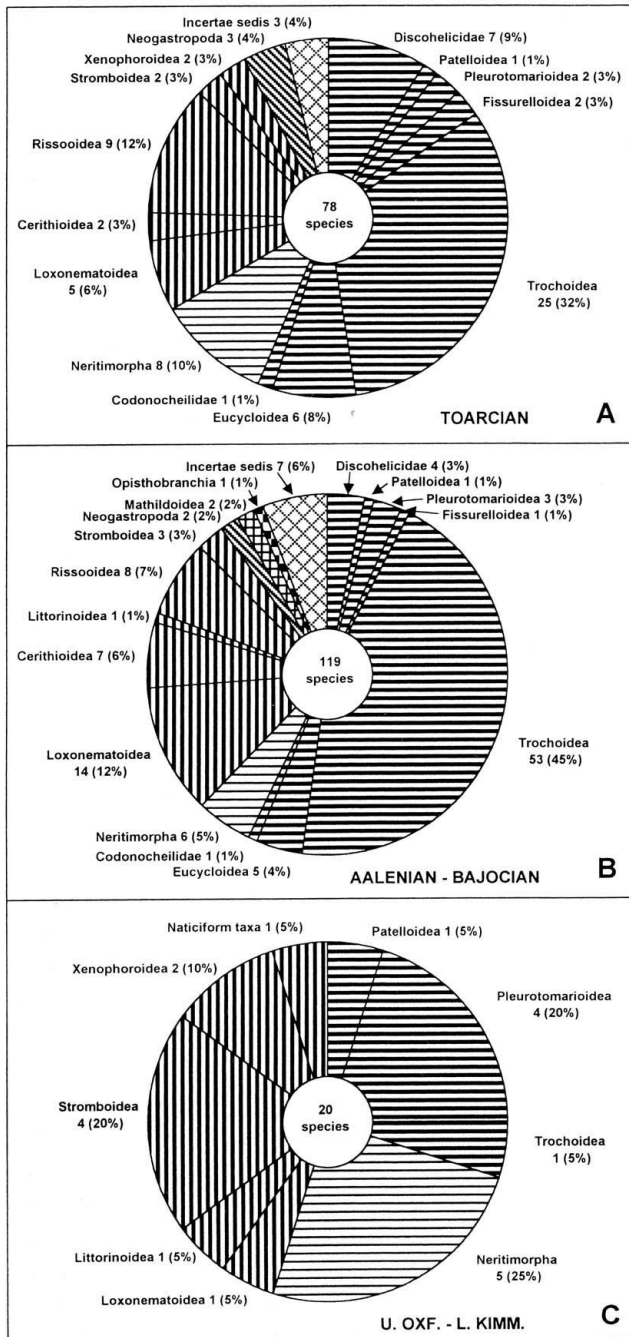 Incertae sedis 3 (4%)
Neogastropoda 3 (4%)
Xenophoroidea 2 (3%)
Stromboidea 2 (3%)
Rissooidea 9 (12%)
Cerithioidea 2 (3%)
Loxonematoidea
5 (6%)
Neritimorpha 8 (10%)
Codonocheilidae 1 (1%)
Eucycloidea 6 (8%)
Discohelicidae 7 (9%)
Patelloidea 1 (1%)
Pleurotomarioidea 2 (3%)
Fissurelloidea 2 (3%)
Trochoidea
25 (32%)
78
species
TOARCIAN
A
Incertae sedis 7 (6%)
Opisthobranchia 1 (1%)
Mathildoidea 2 (2%)
Neogastropoda 2 (2%)
Stromboidea 3 (3%)
Rissooidea 8 (7%)
Littorinoidea 1 (1%)
Cerithioidea 7 (6%)
Loxonematoidea
14 (12%)
Neritimorpha 6 (5%)
Codonocheilidae 1 (1%)
Eucycloidea 5 (4%)
Discohelicidae 4 (3%)
Patelloidea 1 (1%)
Pleurotomarioidea 3 (3%)
Fissurelloidea 1 (1%)
Trochoidea
53 (45%)
119
species
AALENIAN - BAJOCIAN
B
Naticiform taxa 1 (5%)
Xenophoroidea 2 (10%)
Stromboidea
4 (20%)
Littorinoidea 1 (5%)
Loxonematoidea 1 (5%)
Patelloidea 1 (5%)
Pleurotomarioidea
4 (20%)
Trochoidea
1 (5%)
Neritimorpha
5 (25%)
20
species
U. OXF. - L. KIMM.
C